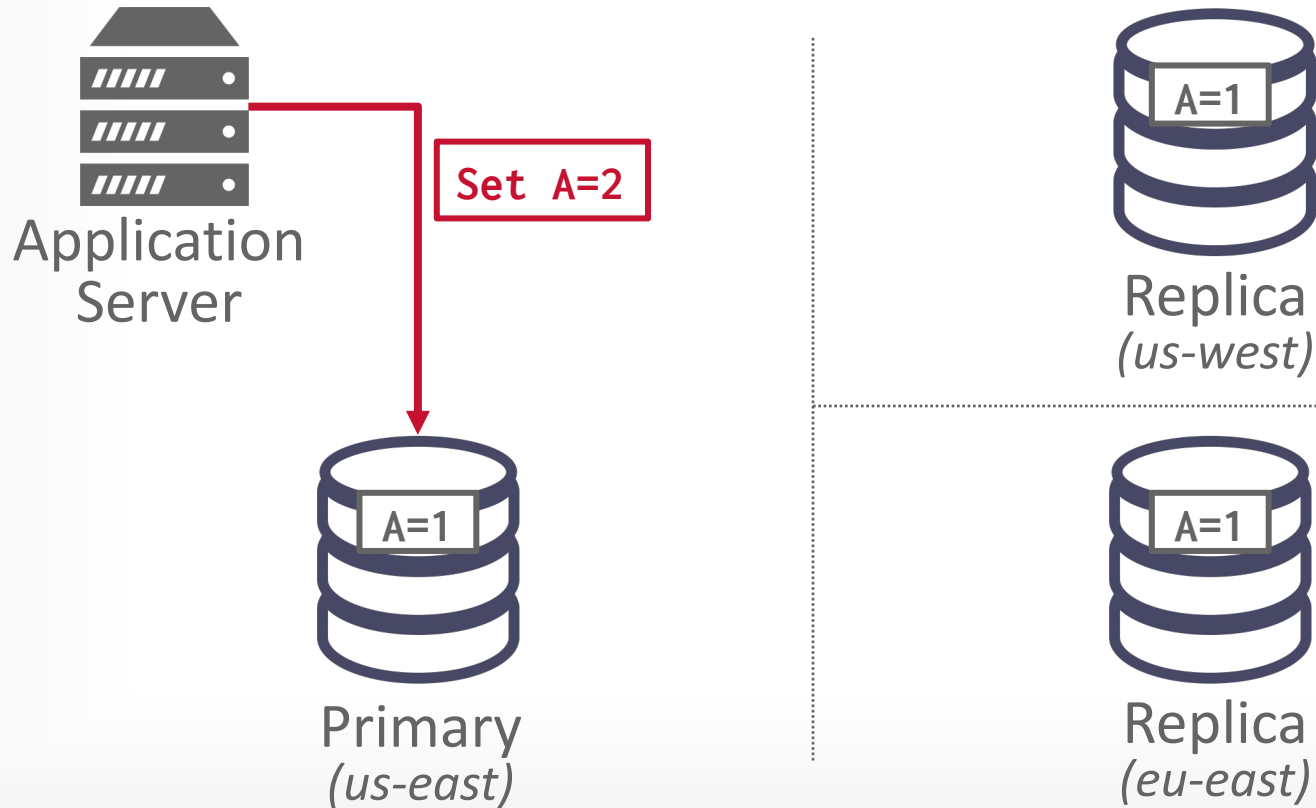 Application
Server
Set A=2
A=1
Primary
(us-east)
A=1
Replica
(us-west)
A=1
Replica
(eu-east)